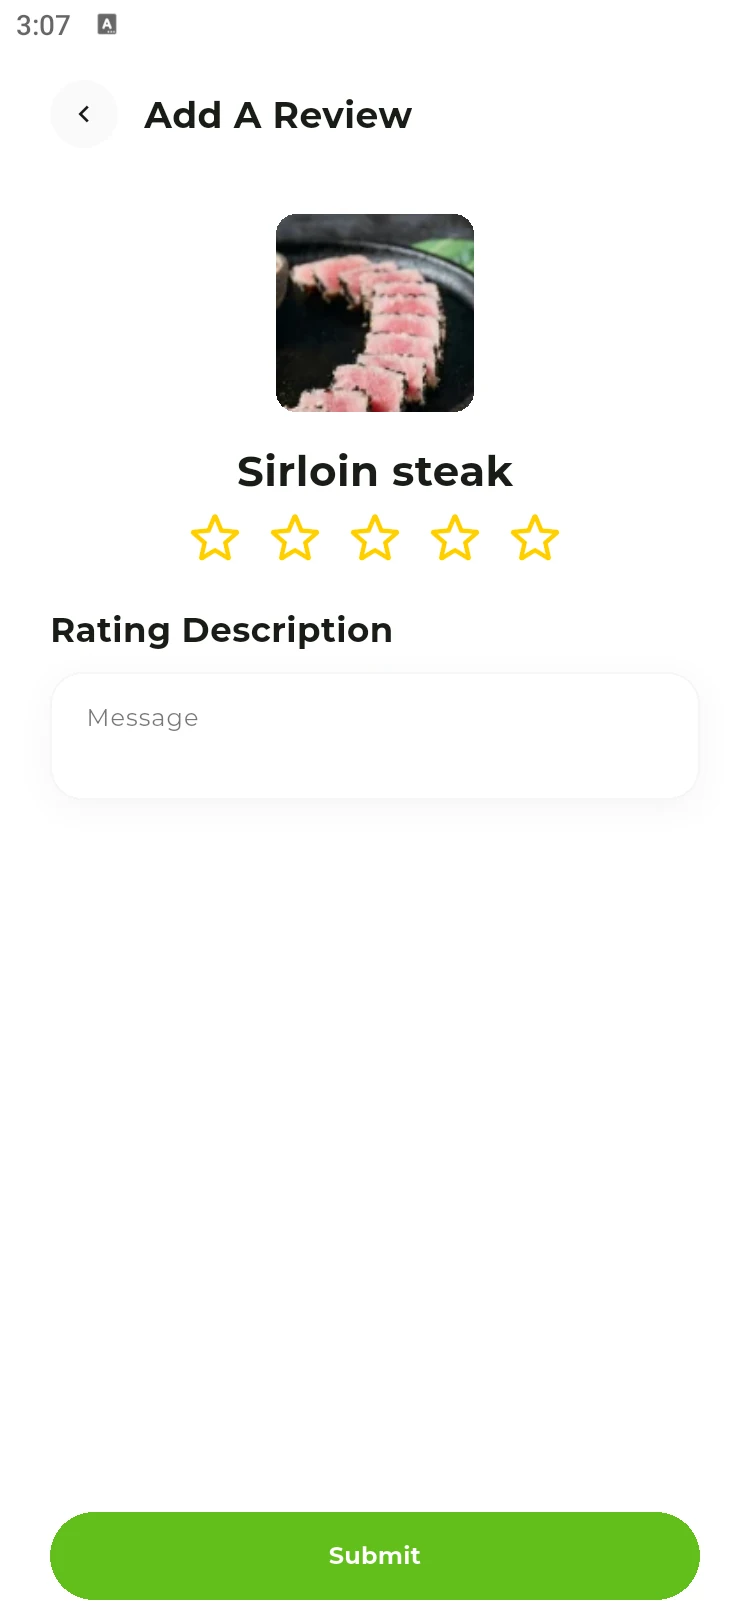 3:07
Add A Review
Sirloin steak
Rating Description
Message
Submit